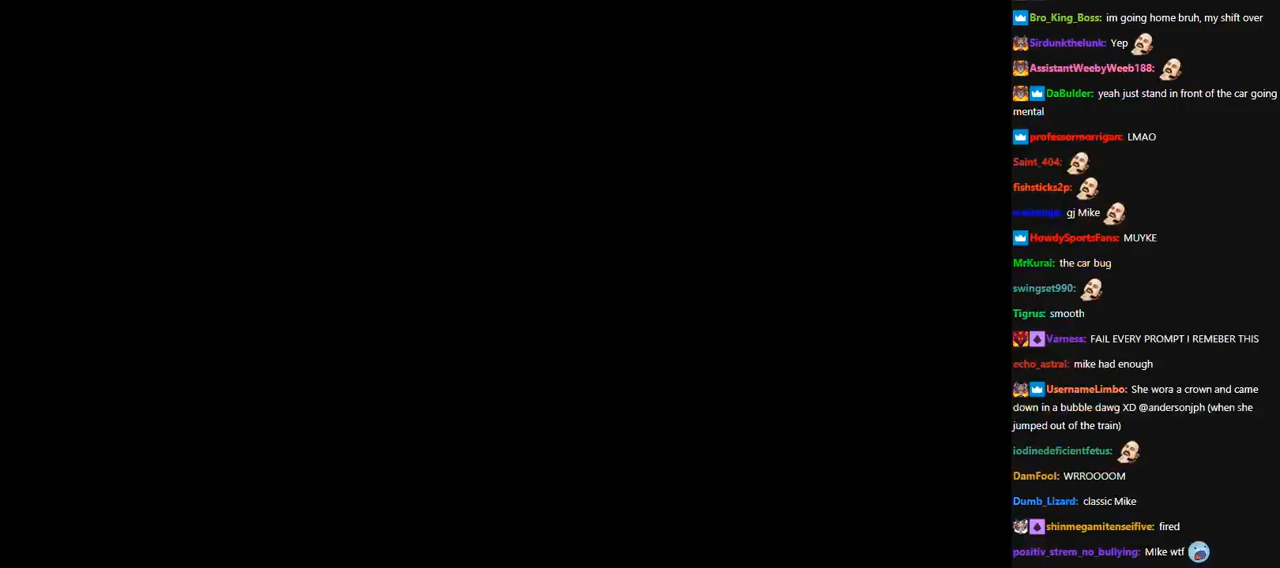 Bro_King_Boss: im going home bruh, my shift over
Sirdunkthelunk: Yep
AssistantWeebyWeeb188:
DaBulder: yeah just stand in front of the car going
mental
professormorrigan: LMAO
Saint_404:
fishsticks2p:
gj Mike
HowdySportsFans: MUYKE
MrKurai: the car bug
swingset990:
Tigrus: smooth
Varness: FAIL EVERY PROMPT I REMEBER THIS
echo_astral: mike had enough
UsernameLimbo: She wora a crown and came
down in a bubble dawg XD @andersonjph (when she
jumped out of the train)
iodinedeficientfetus:
DamFool: WRROOOOM
Dumb_Lizard: classic Mike
shinmegamitenseifive: fired
positiv_strem_no_bullying: MIke wtf